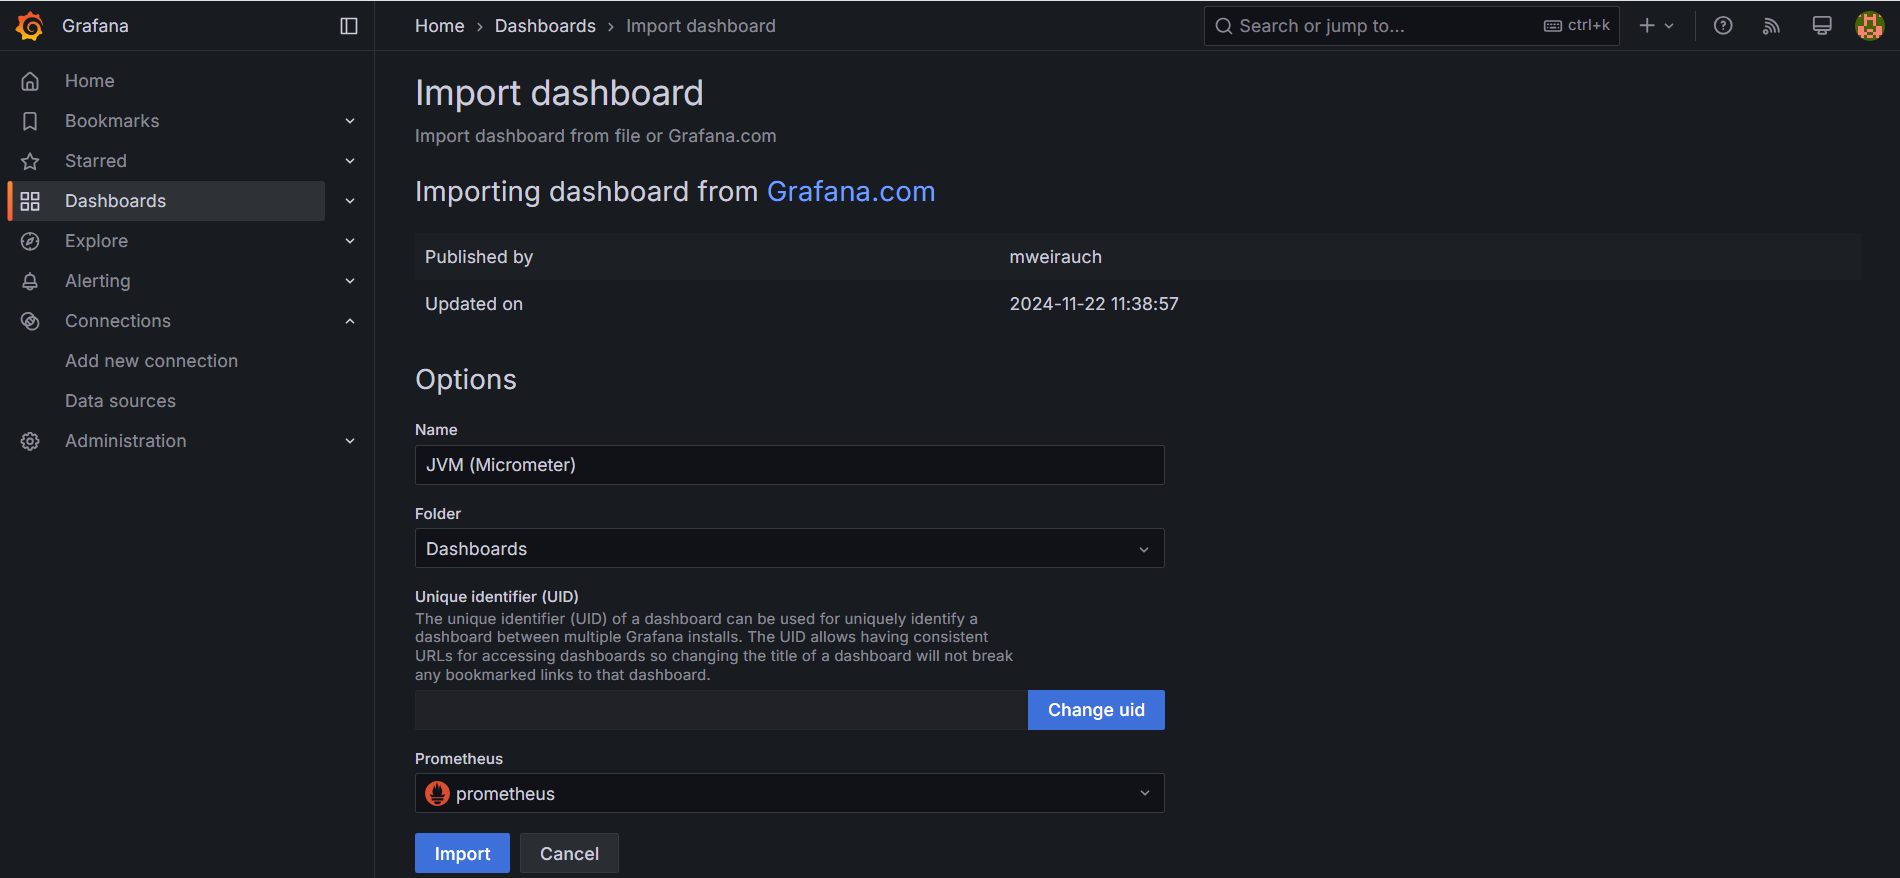 Grafana
Home
Bookmarks
Starred
Dashboards
Explore
Alerting
Connections
Add new connection
Data sources
Administration
Home › Dashboards › Import dashboard
Search or jump to... ctrl+k
Import dashboard
Import dashboard from file or Grafana.com
Importing dashboard from Grafana.com
Published by mweirauch
Updated on 2024-11-22 11:38:57
Options
Name
JVM (Micrometer)
Folder
Dashboards
Unique identifier (UID)
The unique identifier (UID) of a dashboard can be used for uniquely identify a
dashboard between multiple Grafana installs. The UID allows having consistent
URLs for accessing dashboards so changing the title of a dashboard will not break
any bookmarked links to that dashboard.
Change uid
Prometheus
prometheus
Import Cancel